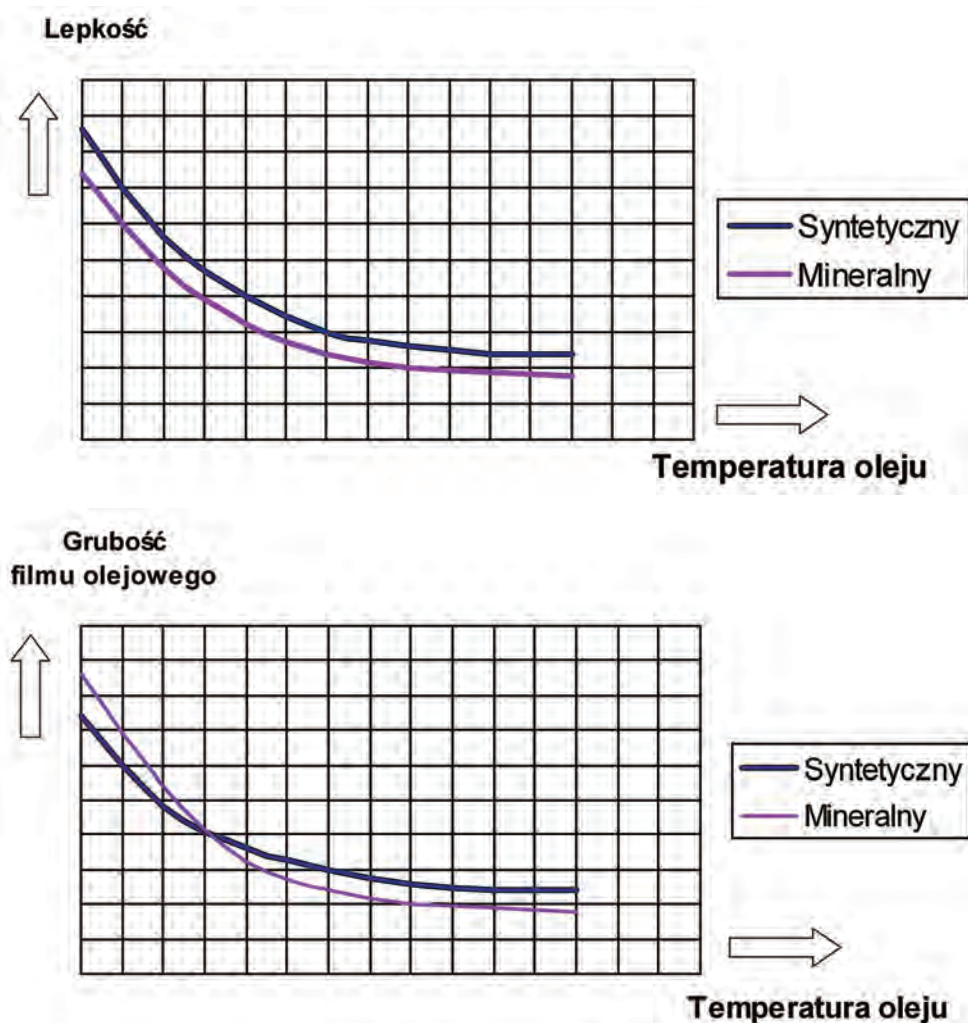 Lepkość
Syntetyczny
Mineralny
Temperatura oleju
Grubość
filmu olejowego
Syntetyczny
Mineralny
Temperatura oleju